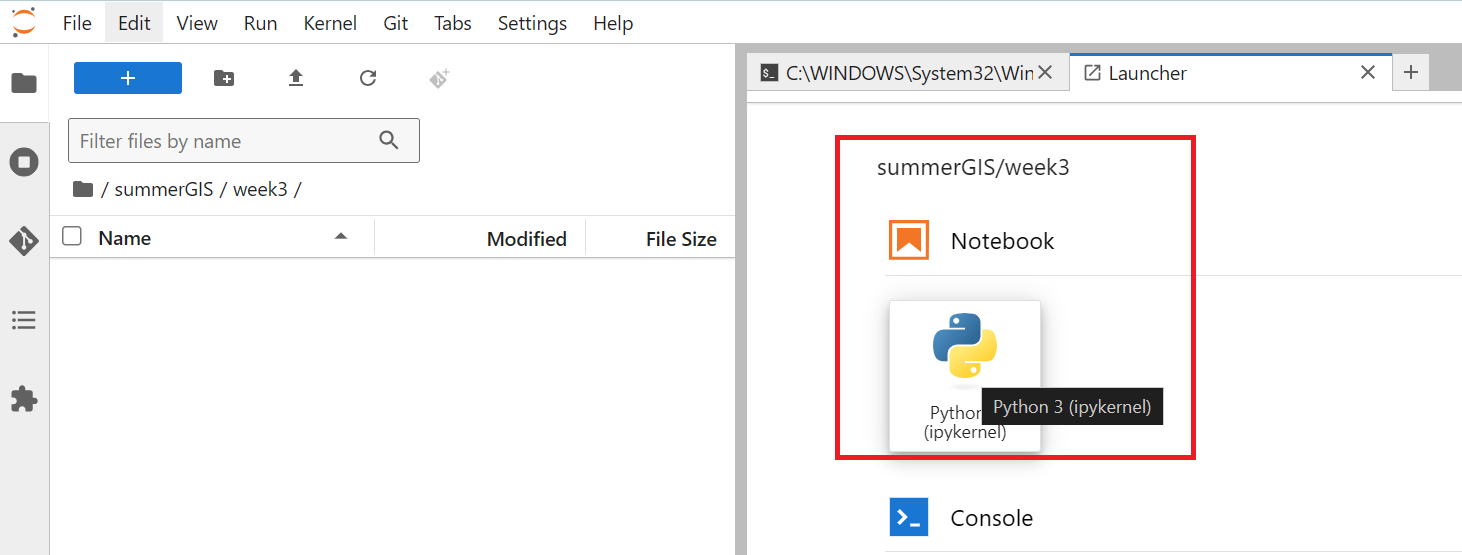 File Edit View Run Kernel Git Tabs Settings Help
+
Filter files by name
/ summerGIS / week3 /
Name Modified File Size
$_ C:\WINDOWS\System32\Win
Launcher
summerGIS/week3
Notebook
Python
(ipykernel)
Python 3 (ipykernel)
Console